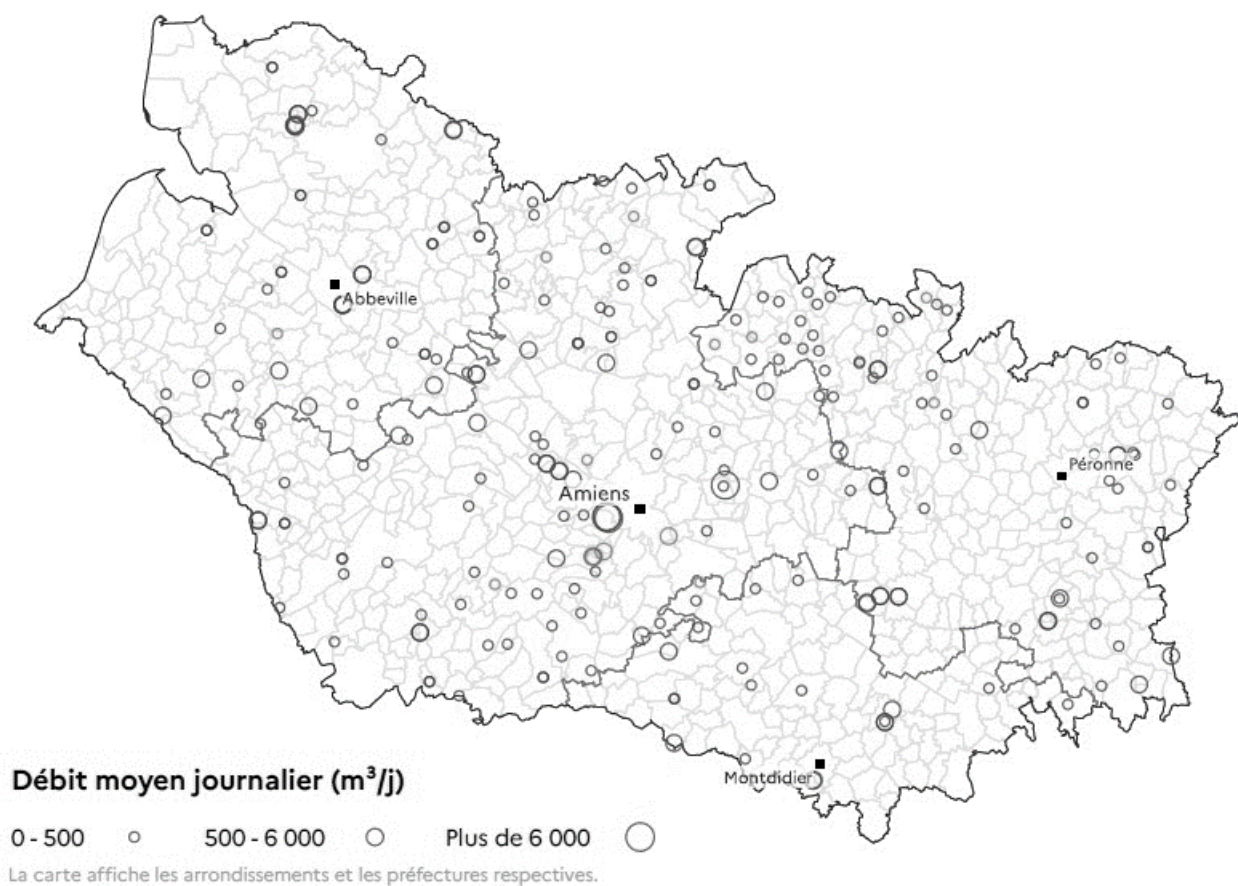 Abbeville
Péronne
Amiens
Montdidier
Débit moyen journalier (m³/j)
0 - 500 500 - 6 000 Plus de 6 000
La carte affiche les arrondissements et les préfectures respectives.